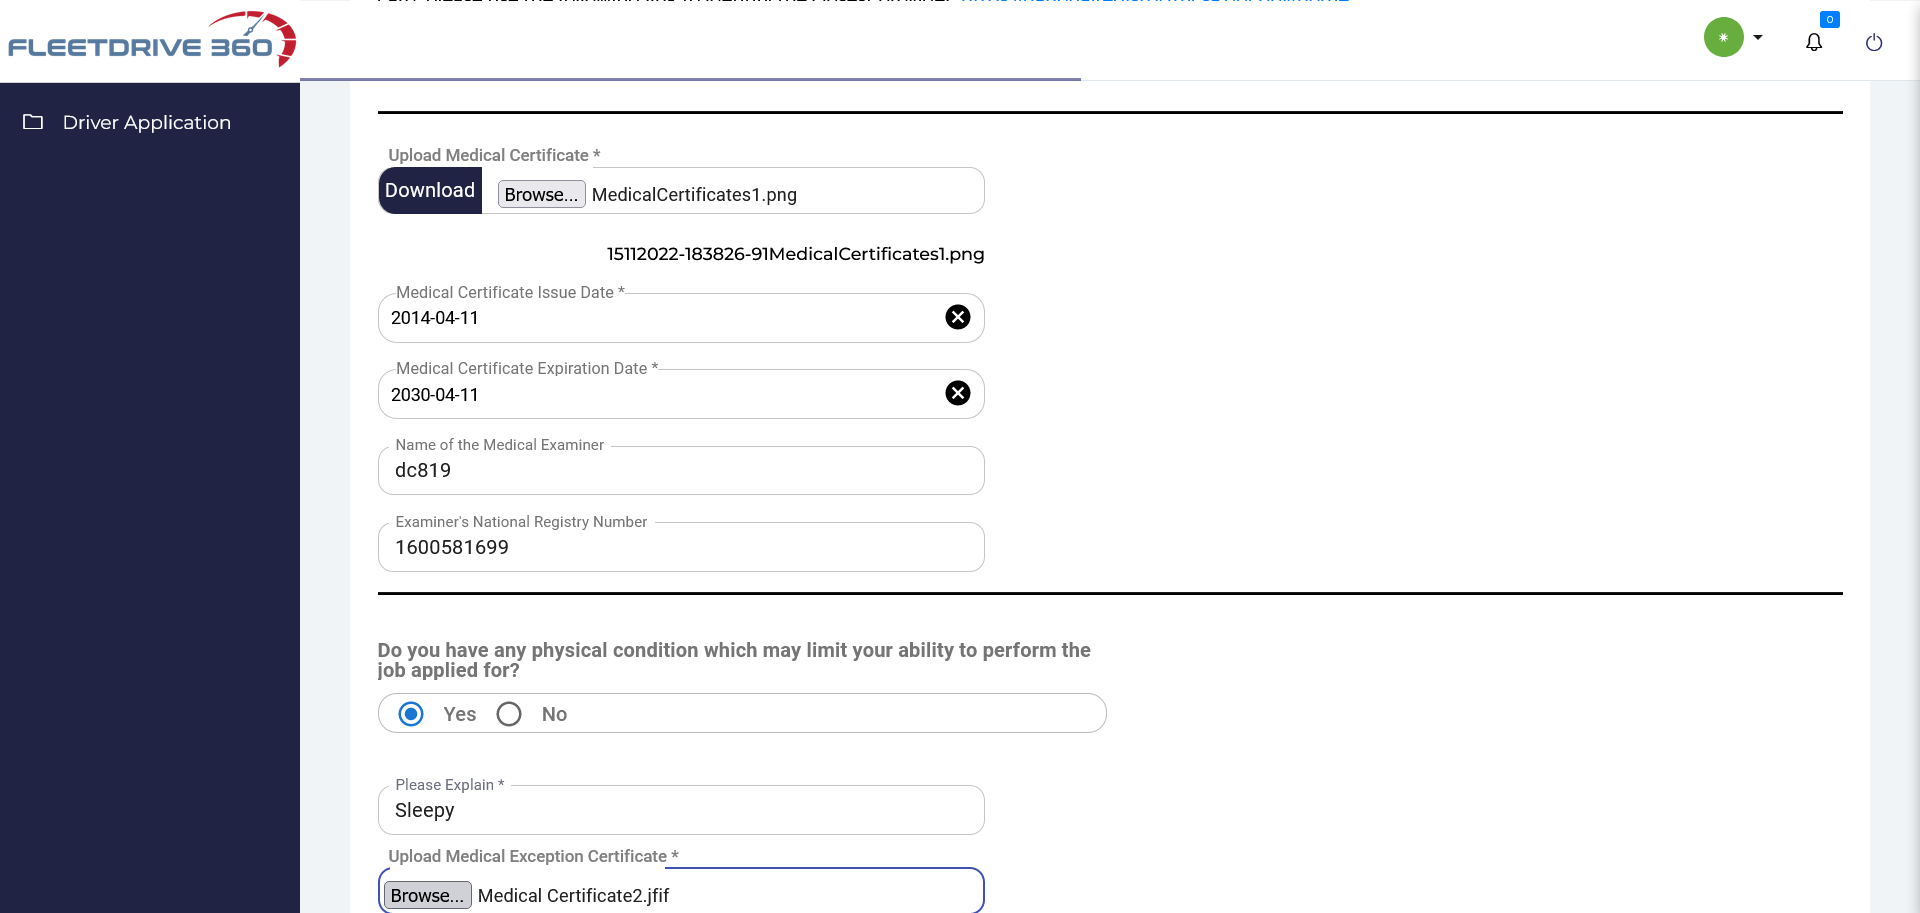 FLEETDRIVE 360
0
Driver Application
Upload Medical Certificate *
Download Browse... MedicalCertificates1.png
15112022-183826-91MedicalCertificates1.png
Medical Certificate Issue Date *
2014-04-11
Medical Certificate Expiration Date *
2030-04-11
Name of the Medical Examiner
dc819
Examiner's National Registry Number
1600581699
Do you have any physical condition which may limit your ability to perform the
job applied for?
Yes No
Please Explain *
Sleepy
Upload Medical Exception Certificate *
Browse... Medical Certificate2.jfif